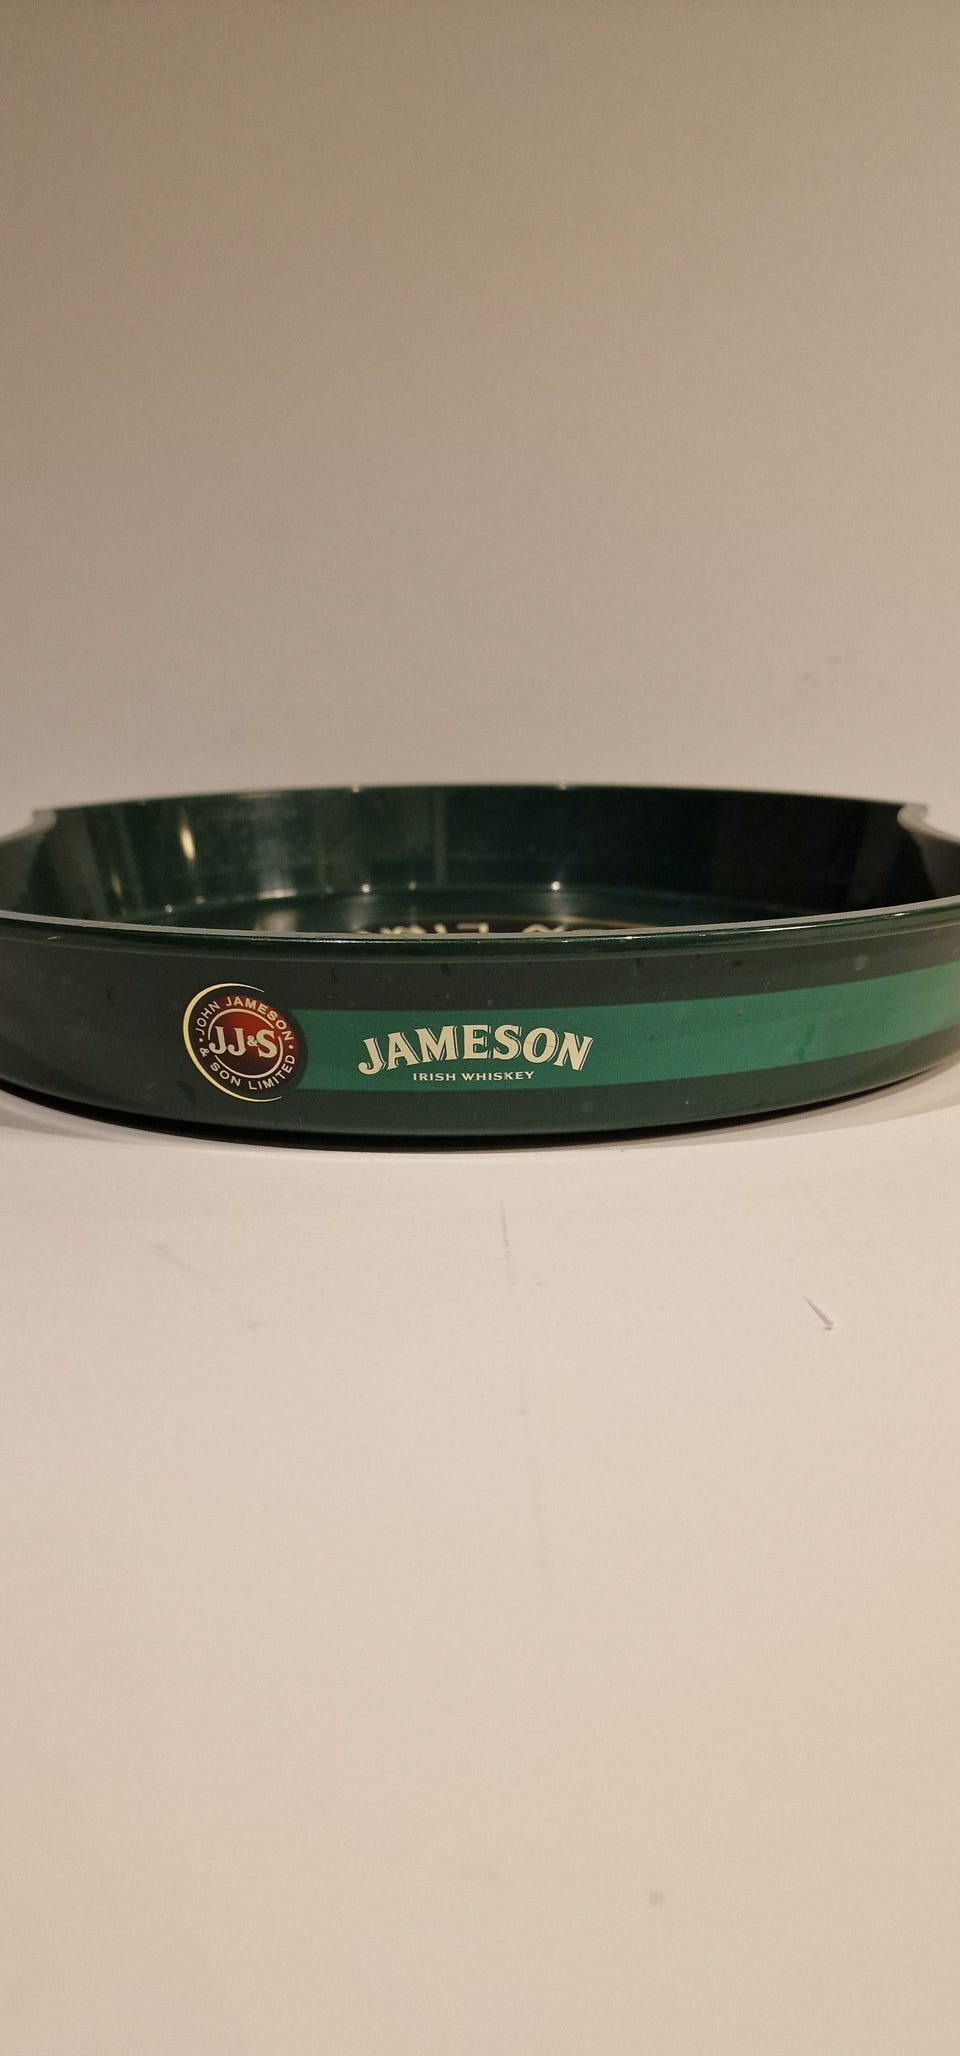 JOHN JAMESON
JJ&S
& SON LIMITED
JAMESON
IRISH WHISKEY